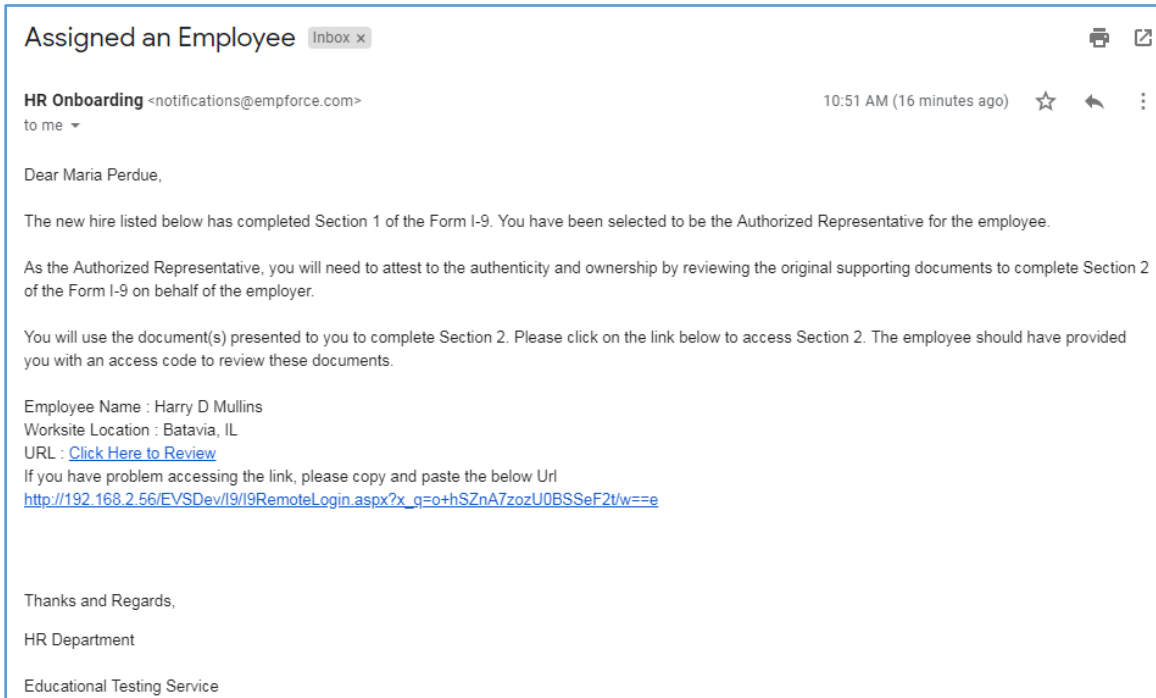 Assigned an Employee Inbox x
HR Onboarding <notifications@empforce.com> 10:51 AM (16 minutes ago)
to me
Dear Maria Perdue,
The new hire listed below has completed Section 1 of the Form I-9. You have been selected to be the Authorized Representative for the employee.
As the Authorized Representative, you will need to attest to the authenticity and ownership by reviewing the original supporting documents to complete Section 2
of the Form I-9 on behalf of the employer.
You will use the document(s) presented to you to complete Section 2. Please click on the link below to access Section 2. The employee should have provided
you with an access code to review these documents.
Employee Name : Harry D Mullins
Worksite Location : Batavia, IL
URL : Click Here to Review
If you have problem accessing the link, please copy and paste the below Url
http://192.168.2.56/EVSDev/I9/I9RemoteLogin.aspx?x_q=o+hSZnA7zozU0BSSeF2t/w==e
Thanks and Regards,
HR Department
Educational Testing Service